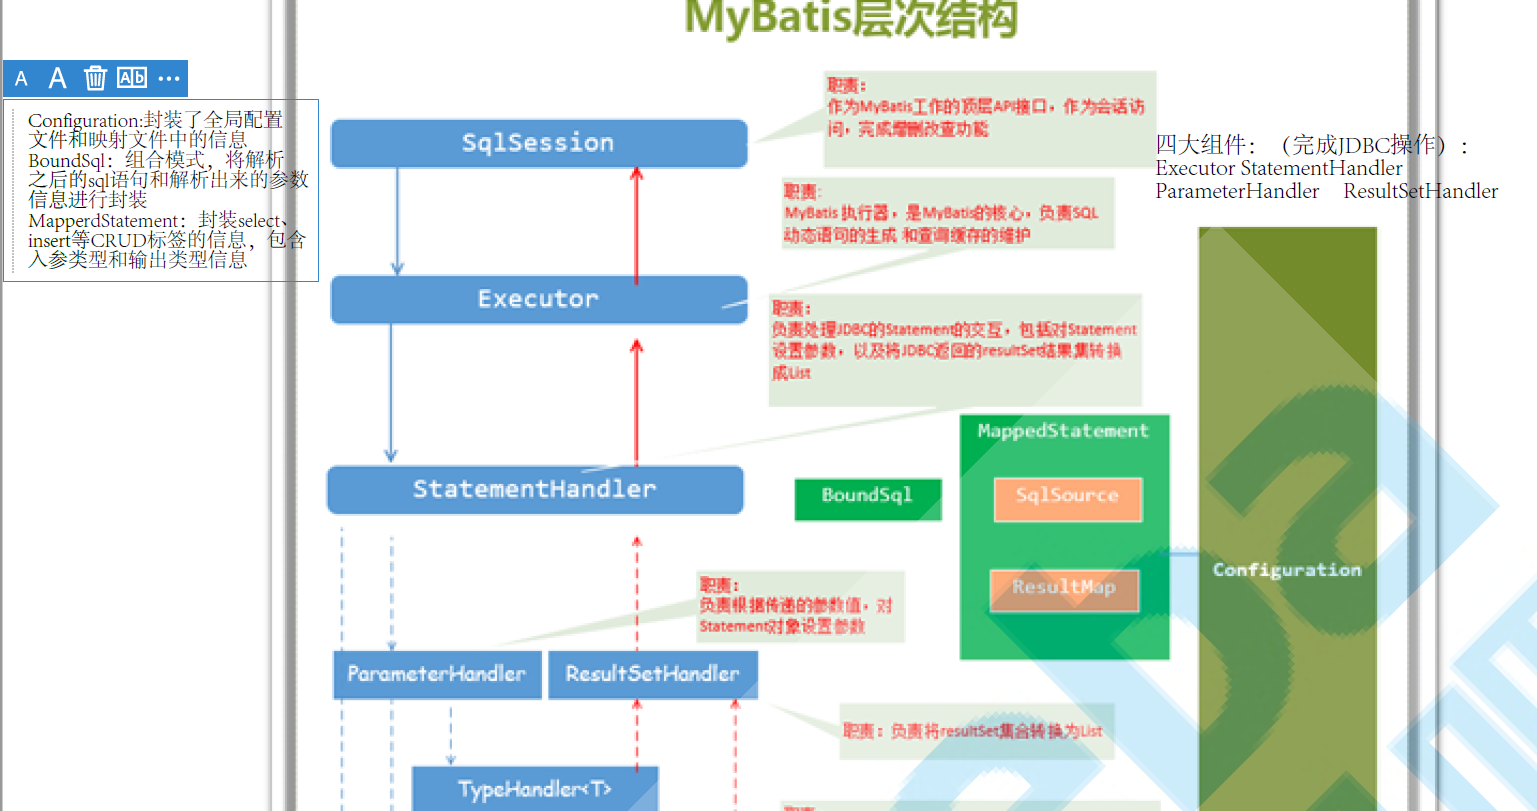 MyBatis层次结构
A A Ab ...
Configuration:封装了全局配置
文件和映射文件中的信息
BoundSql：组合模式，将解析
之后的sql语句和解析出来的参数
信息进行封装
MapperdStatement：封装select、
insert等CRUD标签的信息，包含
入参类型和输出类型信息
SqlSession
职责：
作为MyBatis工作的顶层API接口，作为会话访
问，完成增删改查功能
四大组件：（完成JDBC操作）：
Executor StatementHandler
ParameterHandler ResultSetHandler
职责：
MyBatis 执行器，是MyBatis的核心，负责SQL
动态语句的生成 和查询缓存的维护
Executor
职责：
负责处理JDBC的Statement的交互，包括对Statement
设置参数，以及将JDBC返回的resultSet结果集转换
成List
StatementHandler
BoundSql
MappedStatement
SqlSource
ResultMap
Configuration
职责：
负责根据传递的参数值，对
Statement对象设置参数
ParameterHandler
ResultSetHandler
职责：负责将resultSet集合转换为List
TypeHandler<T>
职责：